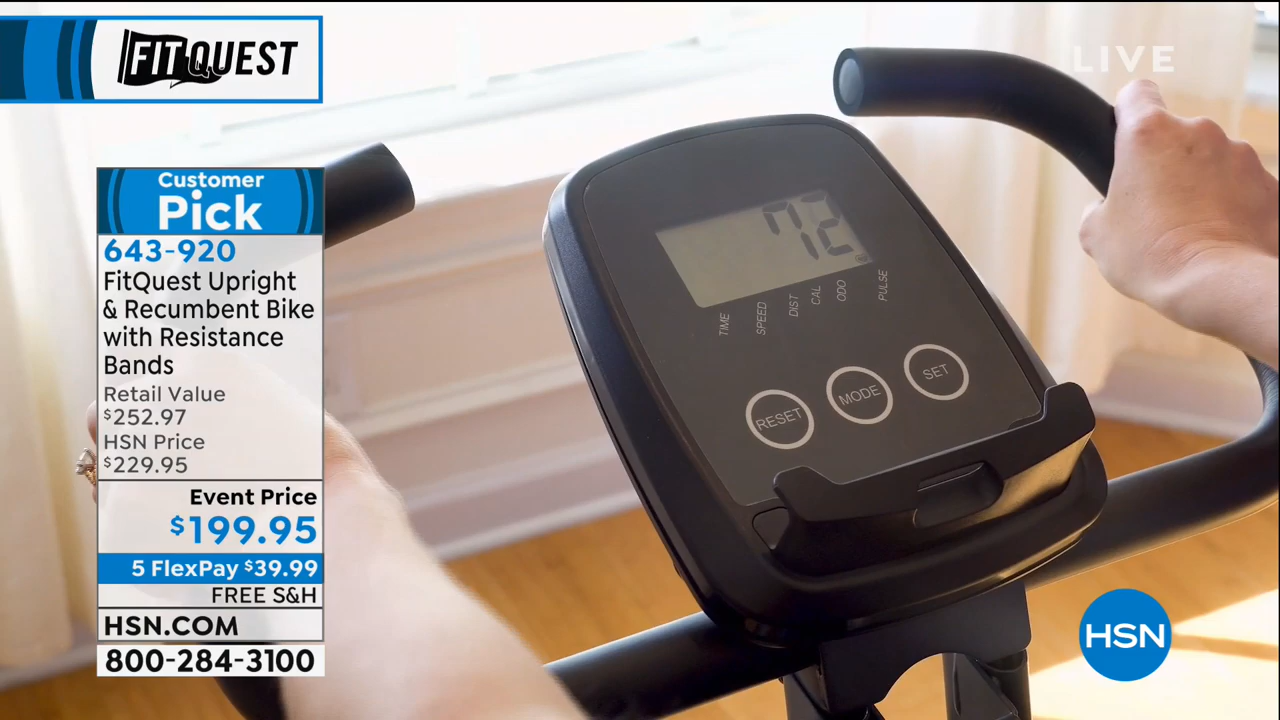 FITQUEST
LIVE
Customer
Pick
643-920
FitQuest Upright
& Recumbent Bike
with Resistance
Bands
Retail Value
$252.97
HSN Price
$229.95
Event Price
$199.95
5 FlexPay $39.99
FREE S&H
HSN.COM
800-284-3100
72
TIME SPEED DIST CAL ODO PULSE
RESET MODE SET
HSN